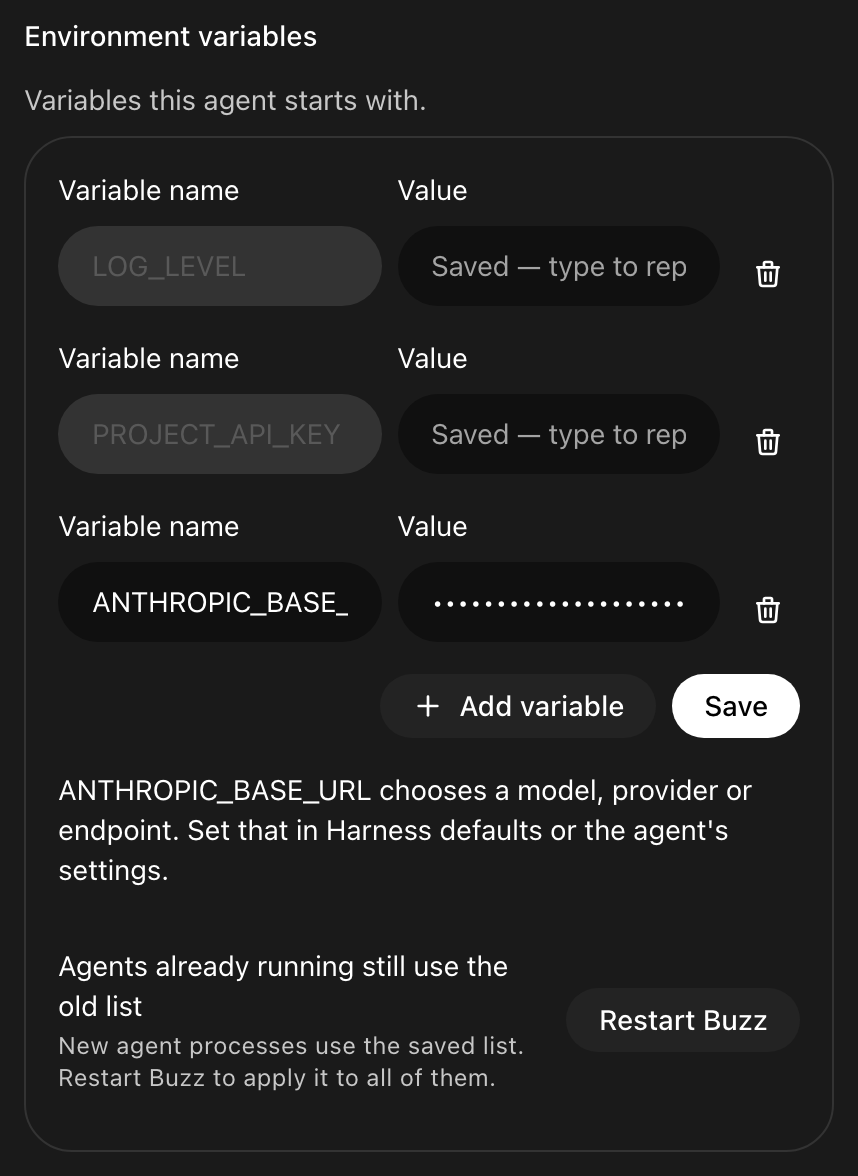 Environment variables
Variables this agent starts with.
Variable name Value
LOG_LEVEL Saved — type to rep
Variable name Value
PROJECT_API_KEY Saved — type to rep
Variable name Value
ANTHROPIC_BASE_ ••••••••••••••••••••
+ Add variable Save
ANTHROPIC_BASE_URL chooses a model, provider or
endpoint. Set that in Harness defaults or the agent's
settings.
Agents already running still use the
old list
New agent processes use the saved list.
Restart Buzz to apply it to all of them.
Restart Buzz